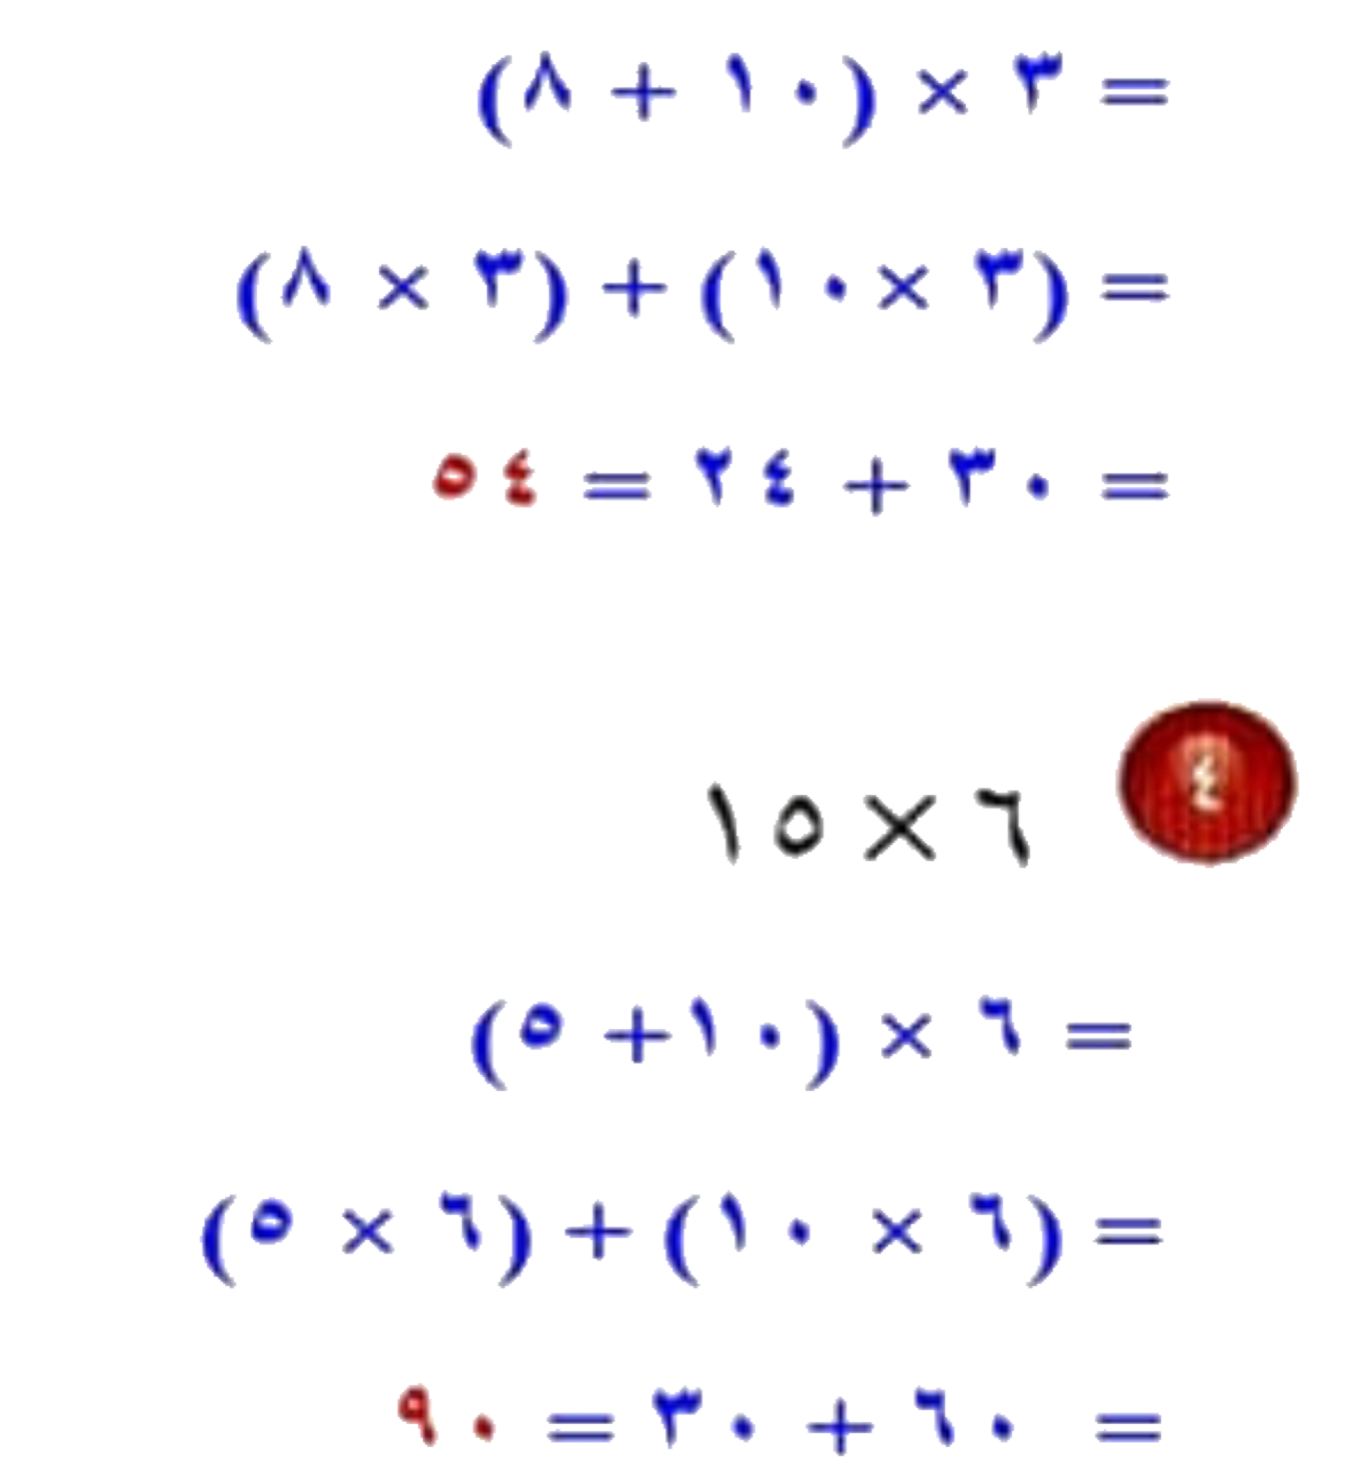 = ٣ × (١٠ + ٨)
= (٣ × ١٠) + (٣ × ٨)
= ٣٠ + ٢٤ = ٥٤
٤
٦ × ١٥
= ٦ × (١٠ + ٥)
= (٦ × ١٠) + (٦ × ٥)
= ٦٠ + ٣٠ = ٩٠